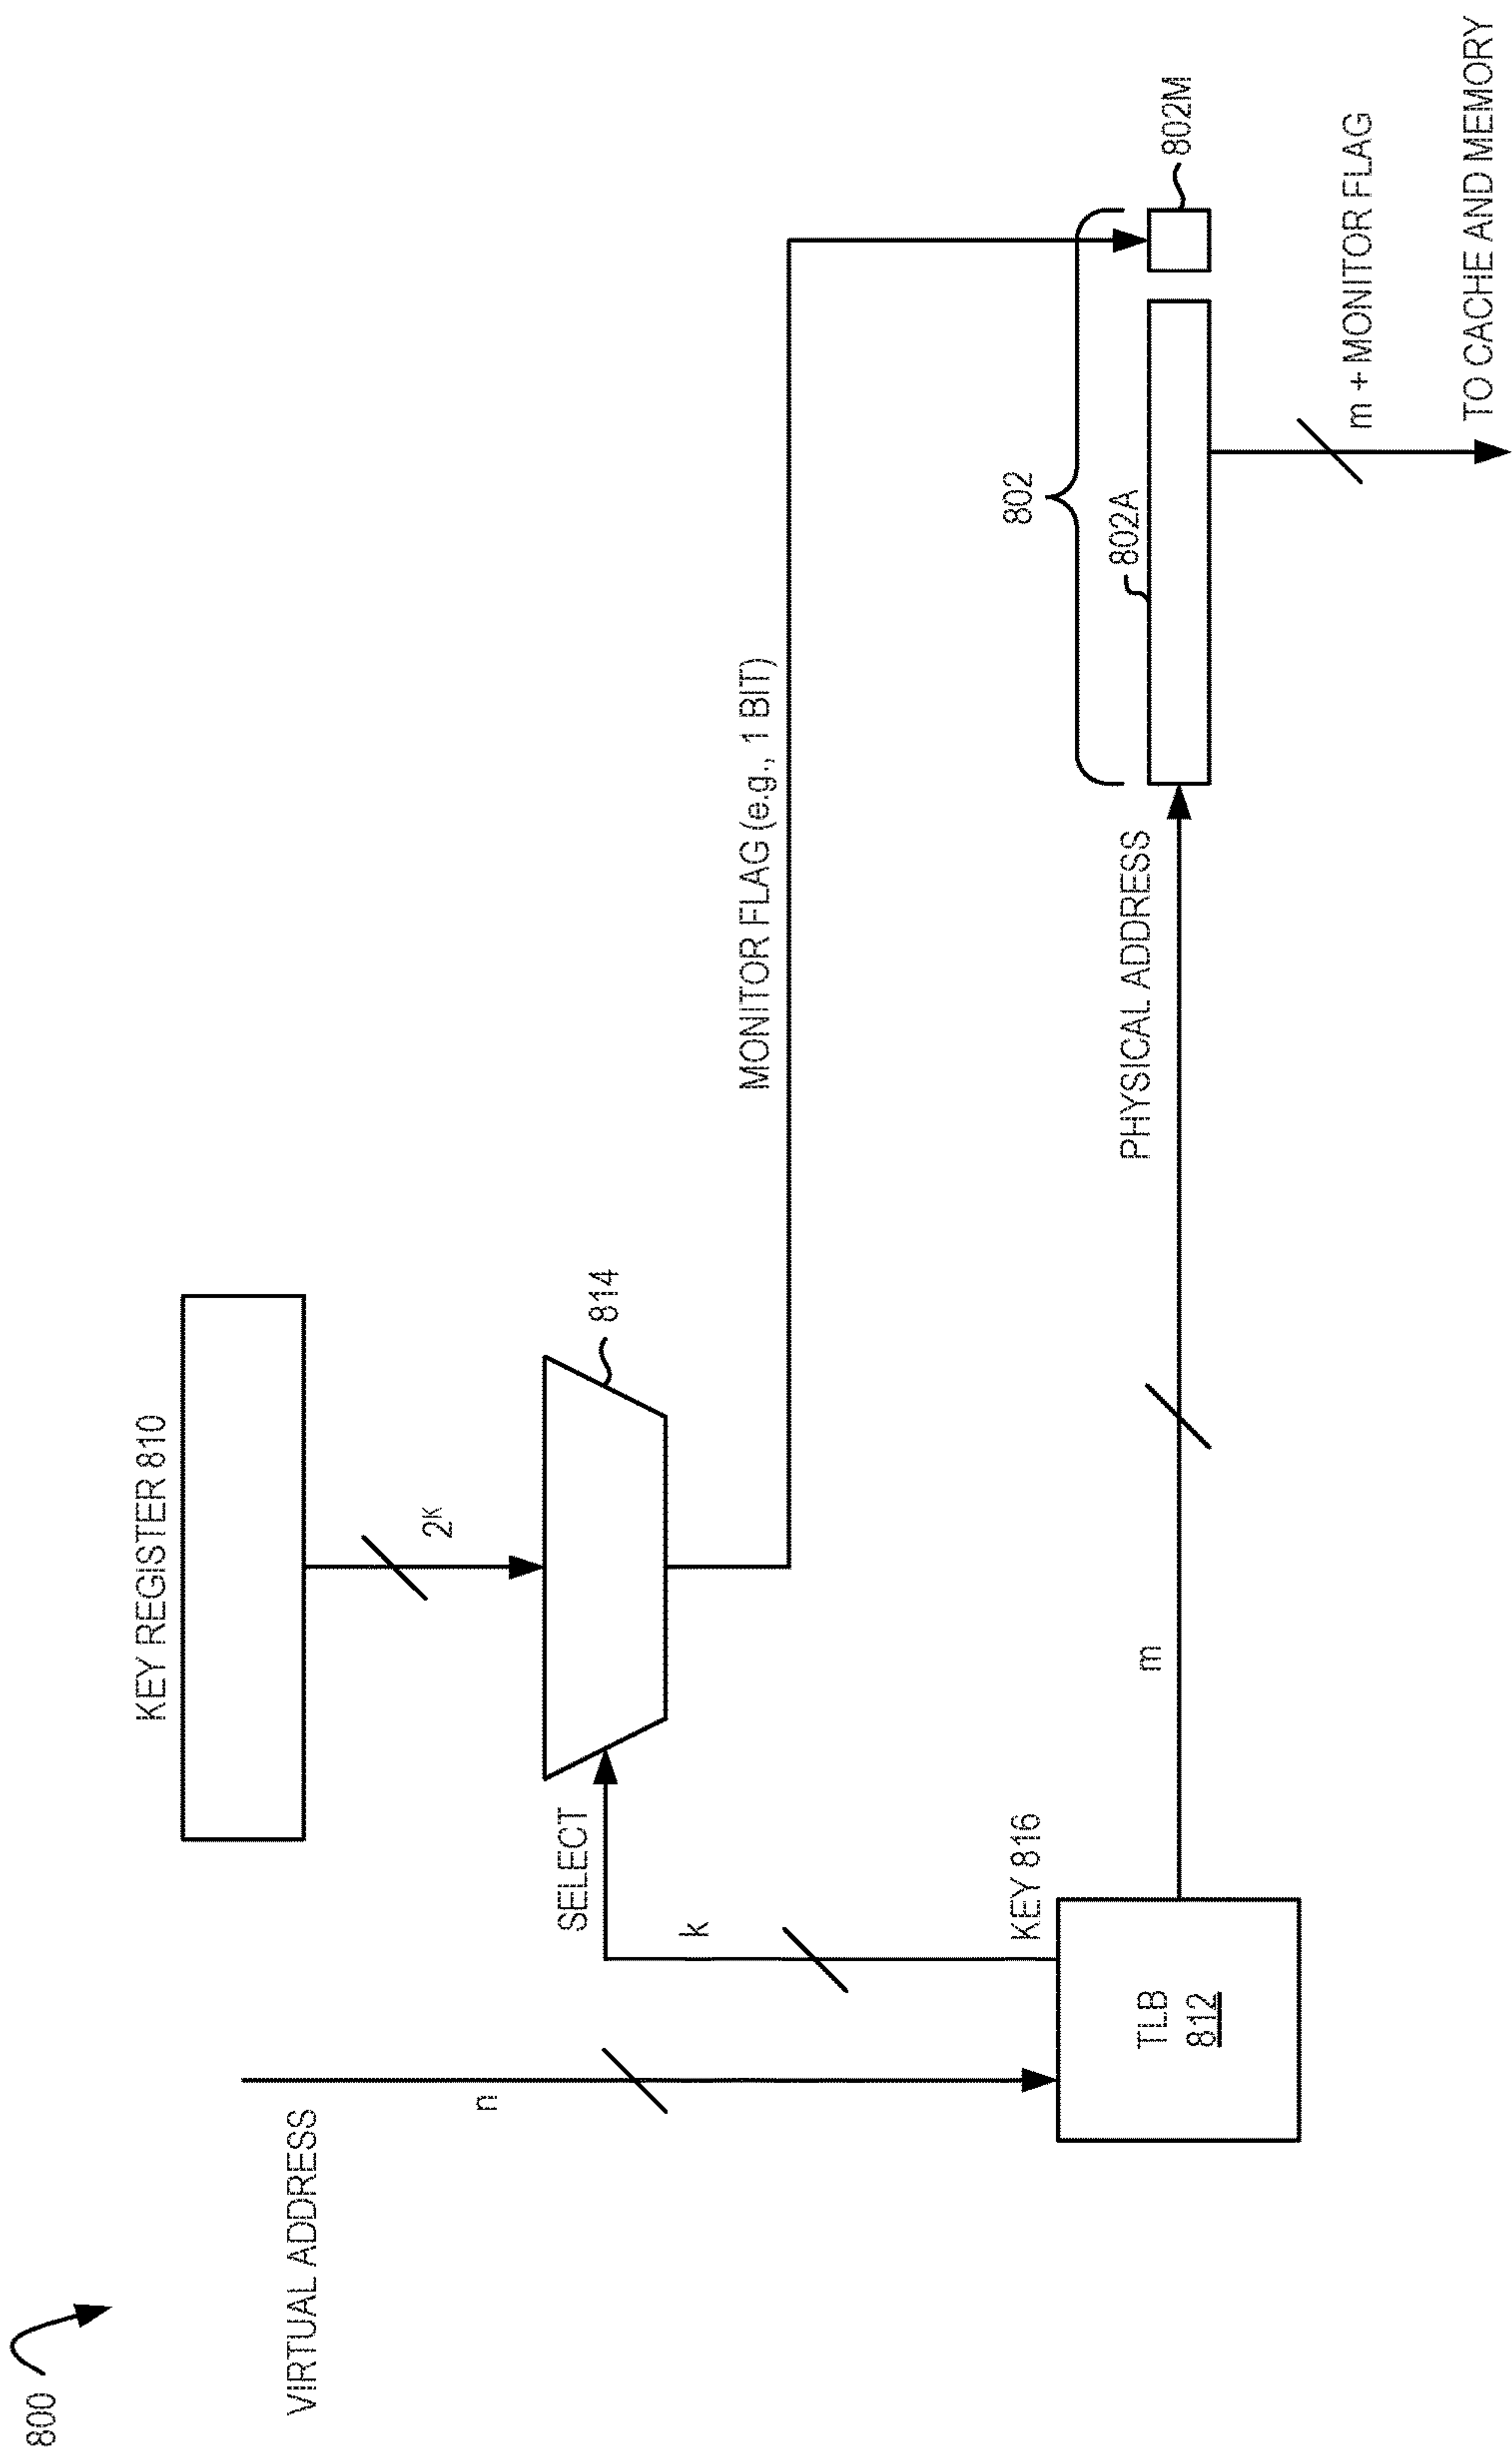 800
VIRTUAL ADDRESS
n
KEY REGISTER 810
2ᴷ
SELECT
814
k
KEY 816
TLB
812
MONITOR FLAG (e.g., 1 BIT)
m
PHYSICAL ADDRESS
802
802A
802M
m + MONITOR FLAG
TO CACHE AND MEMORY